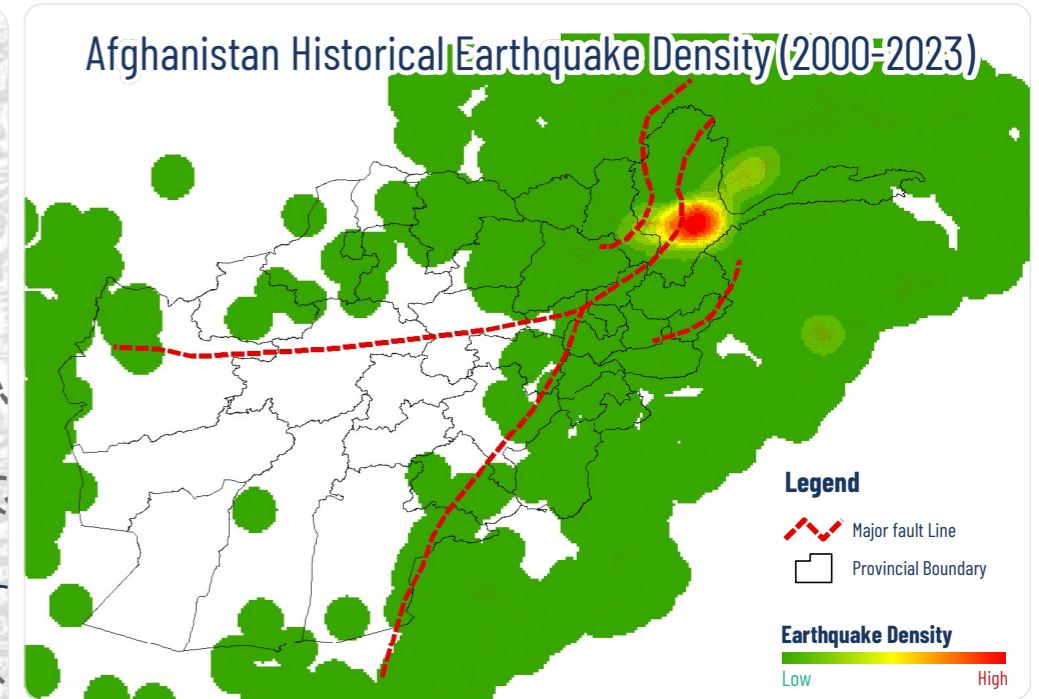 Afghanistan Historical Earthquake Density (2000-2023)
Legend
Major fault Line
Provincial Boundary
Earthquake Density
Low High